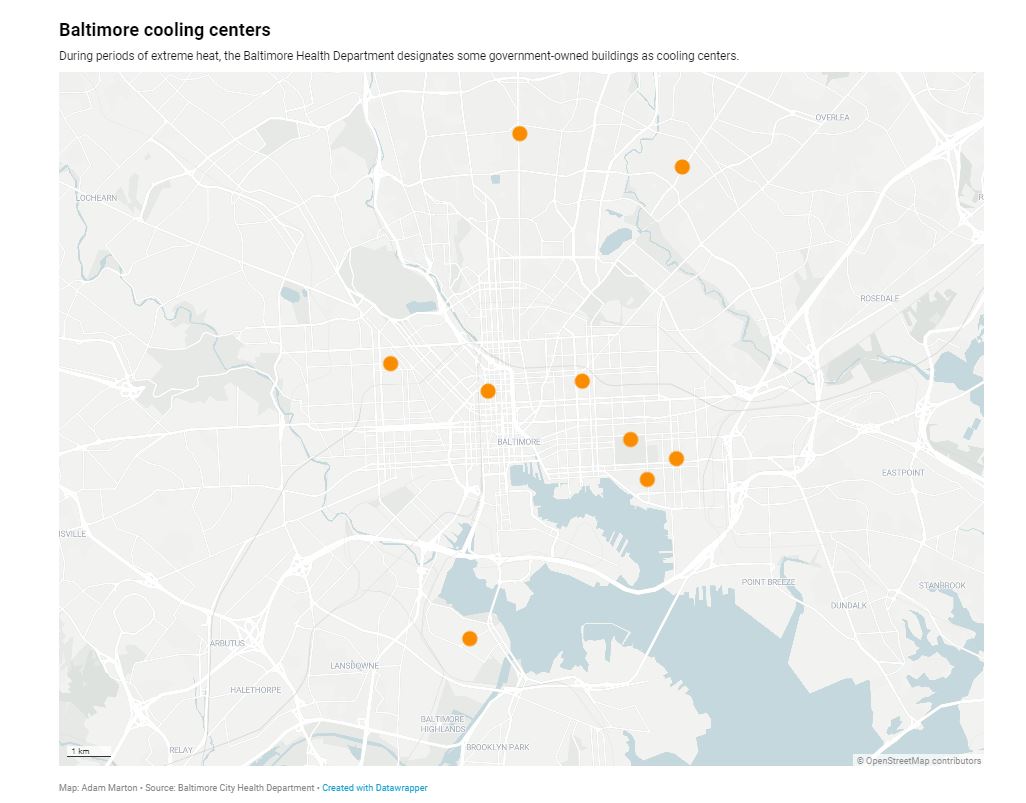 Baltimore cooling centers
During periods of extreme heat, the Baltimore Health Department designates some government-owned buildings as cooling centers.
OVERLEA
LOCHEARN
R
ROSEDALE
BALTIMORE
EASTPOINT
ISVILLE
POINT BREEZE
STANBROOK
DUNDALK
ARBUTUS
LANSDOWNE
HALETHORPE
BALTIMORE
HIGHLANDS
BROOKLYN PARK
RELAY
1 km
© OpenStreetMap contributors
Map: Adam Marton • Source: Baltimore City Health Department • Created with Datawrapper